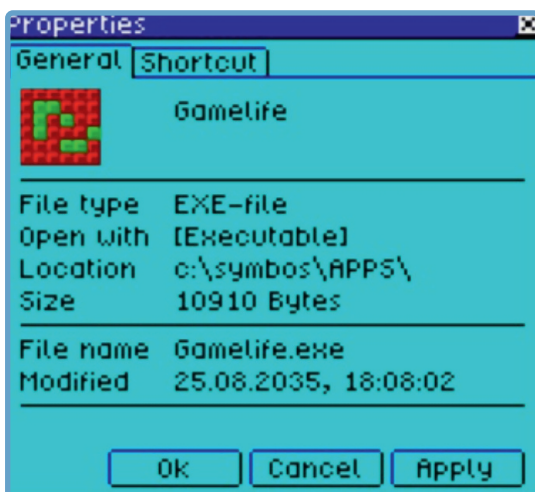 Properties
General Shortcut
Gamelife
File type EXE-file
Open with [Executable]
Location c:\symbos\APPS\
Size 10910 Bytes
File name Gamelife.exe
Modified 25.08.2035, 18:08:02
Ok Cancel Apply